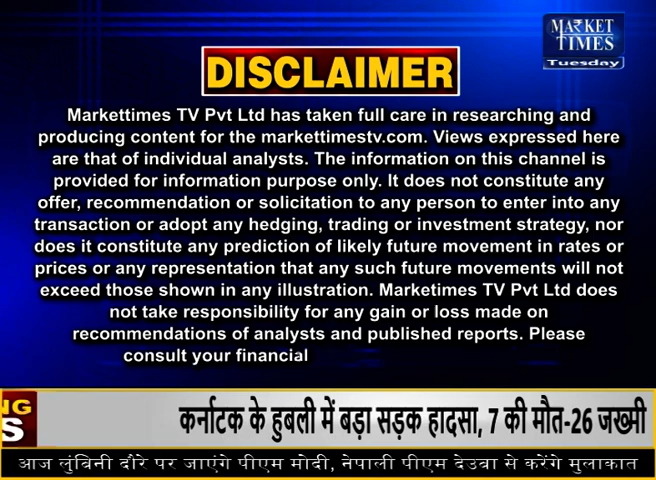 MARKET
TIMES
Tuesday
DISCLAIMER
Markettimes TV Pvt Ltd has taken full care in researching and
producing content for the markettimestv.com. Views expressed here
are that of individual analysts. The information on this channel is
provided for information purpose only. It does not constitute any
offer, recommendation or solicitation to any person to enter into any
transaction or adopt any hedging, trading or investment strategy, nor
does it constitute any prediction of likely future movement in rates or
prices or any representation that any such future movements will not
exceed those shown in any illustration. Marketimes TV Pvt Ltd does
not take responsibility for any gain or loss made on
recommendations of analysts and published reports. Please
consult your financial
NG
S
कर्नाटक के हुबली में बड़ा सड़क हादसा, 7 की मौत-26 जख्मी
आज लुंबिनी दौरे पर जाएंगे पीएम मोदी, नेपाली पीएम देउबा से करेंगे मुलाकात